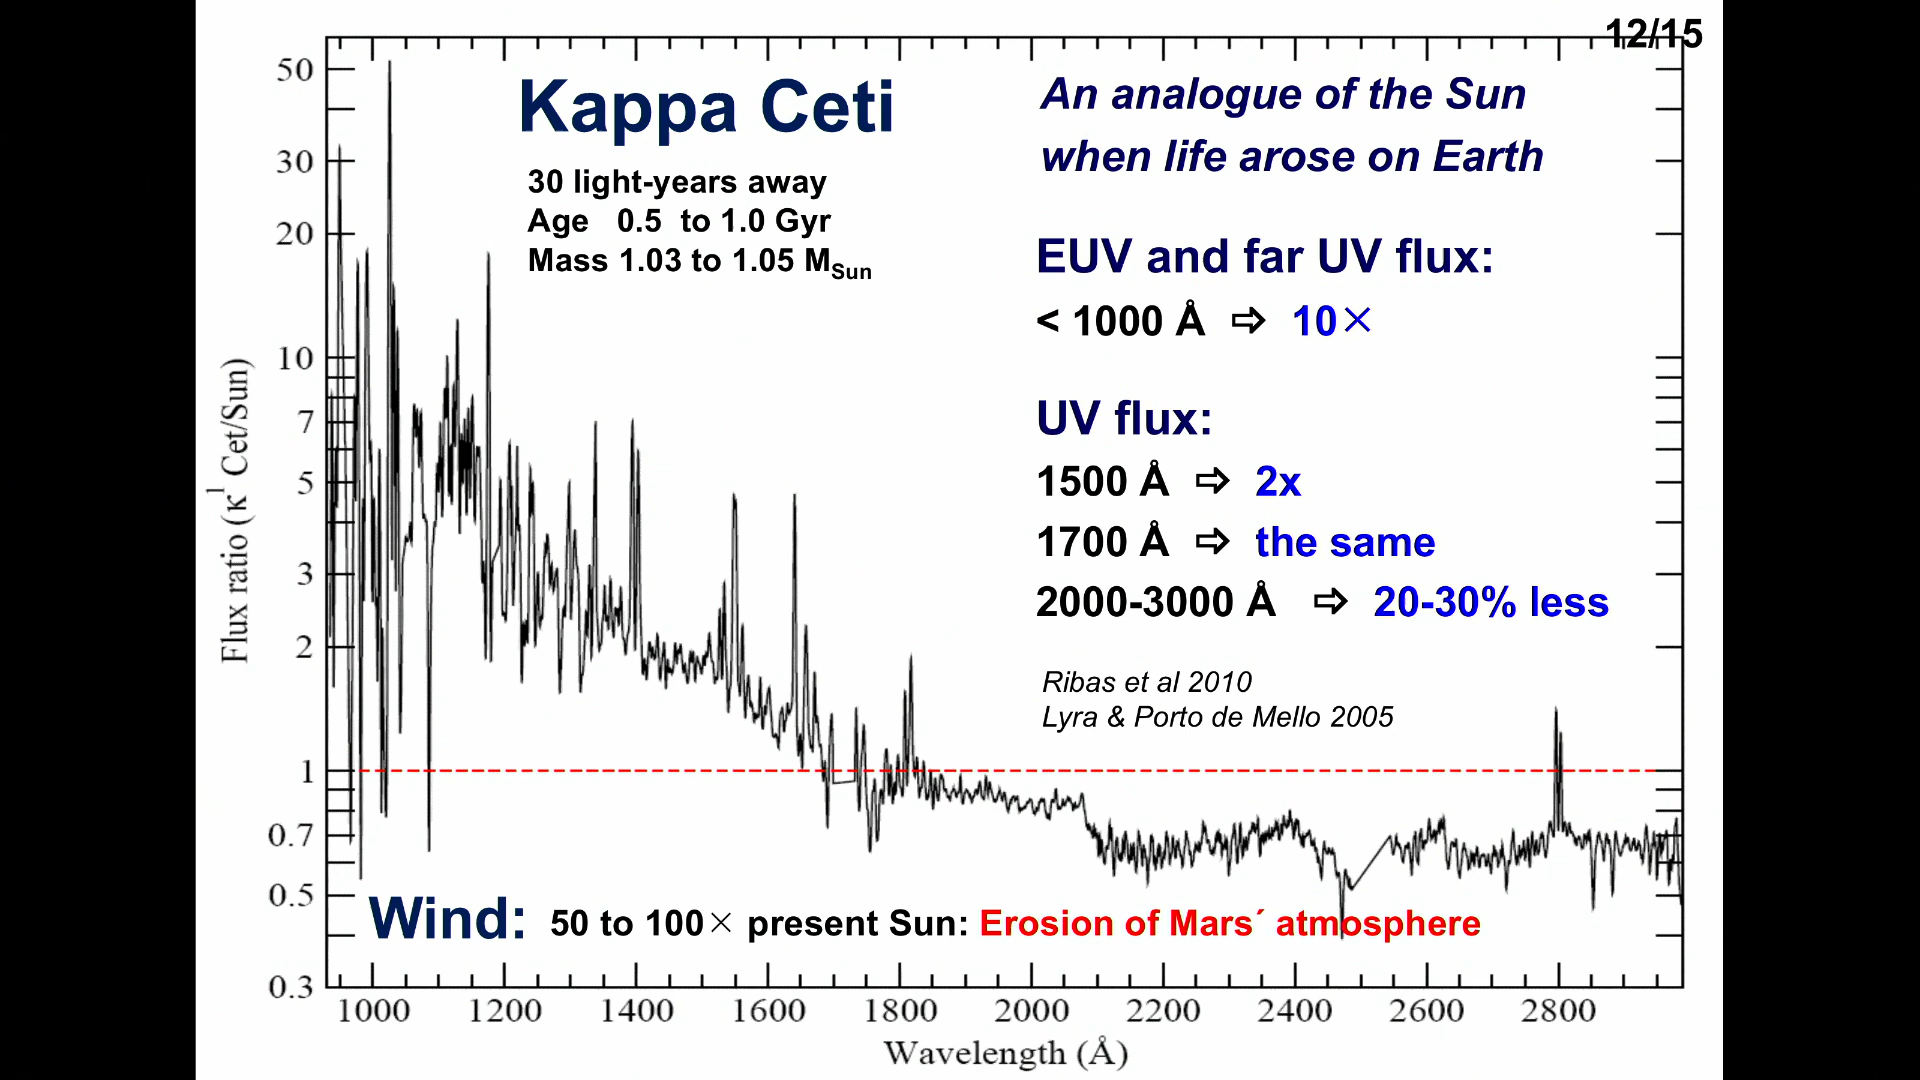 12/15
Kappa Ceti
30 light-years away
Age 0.5 to 1.0 Gyr
Mass 1.03 to 1.05 MSun
An analogue of the Sun
when life arose on Earth
EUV and far UV flux:
< 1000 Å ⇨ 10×
UV flux:
1500 Å ⇨ 2x
1700 Å ⇨ the same
2000-3000 Å ⇨ 20-30% less
Ribas et al 2010
Lyra & Porto de Mello 2005
Wind: 50 to 100× present Sun: Erosion of Mars´ atmosphere
Flux ratio (κ1 Cet/Sun)
50
30
20
10
7
5
3
2
1
0.7
0.5
0.3
1000 1200 1400 1600 1800 2000 2200 2400 2600 2800
Wavelength (Å)